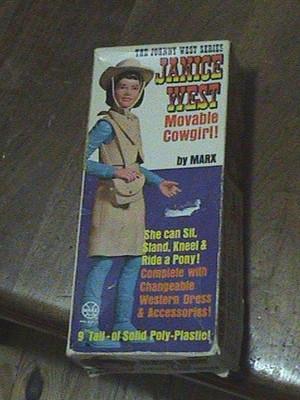 THE JOHNNY WEST SERIES
JANICE
WEST
Movable
Cowgirl!
by MARX
She can Sit,
Stand, Kneel &
Ride a Pony!
Complete with
Changeable
Western Dress
& Accessories!
9" Tall-of Solid Poly-Plastic!